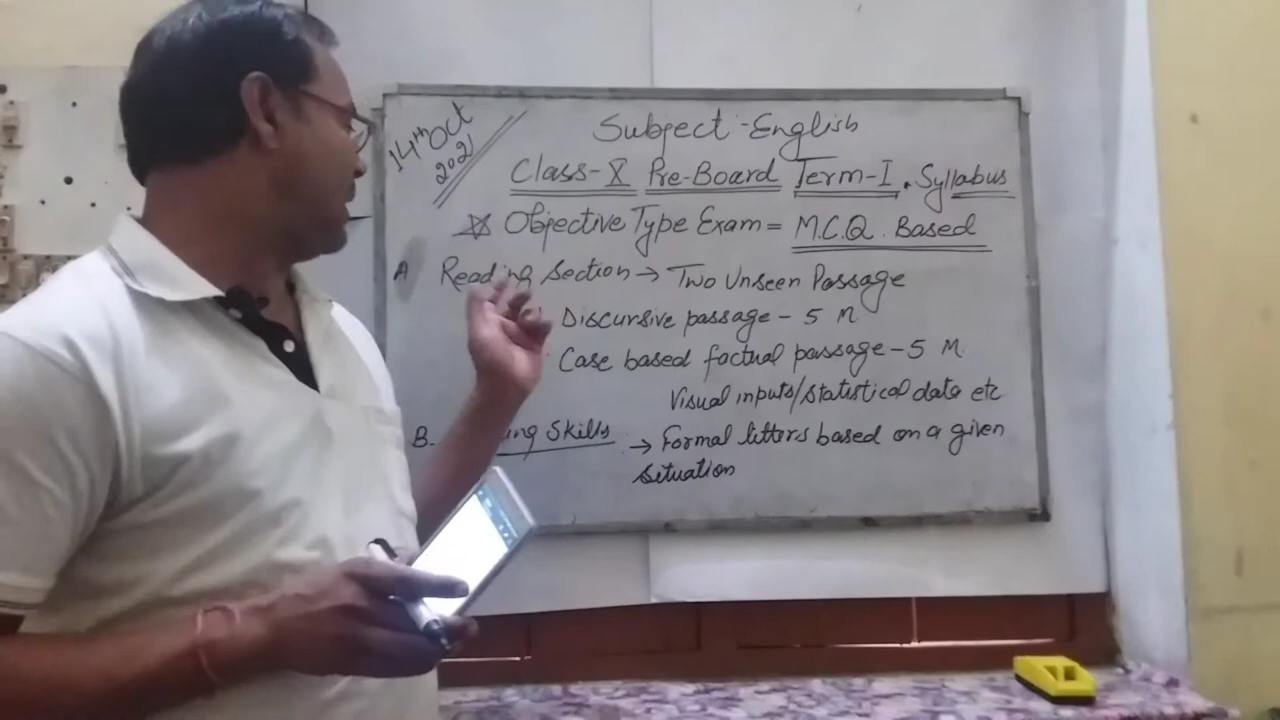 14th Oct
2021
Subject - English
Class-X Pre-Board Term-I. Syllabus
Objective Type Exam = M.C.Q. Based
A Reading Section → Two Unseen Passage
Discursive passage - 5 M
Case based factual passage - 5 M.
Visual inputs/statistical data etc
B. Skills → Formal letters based on a given
situation